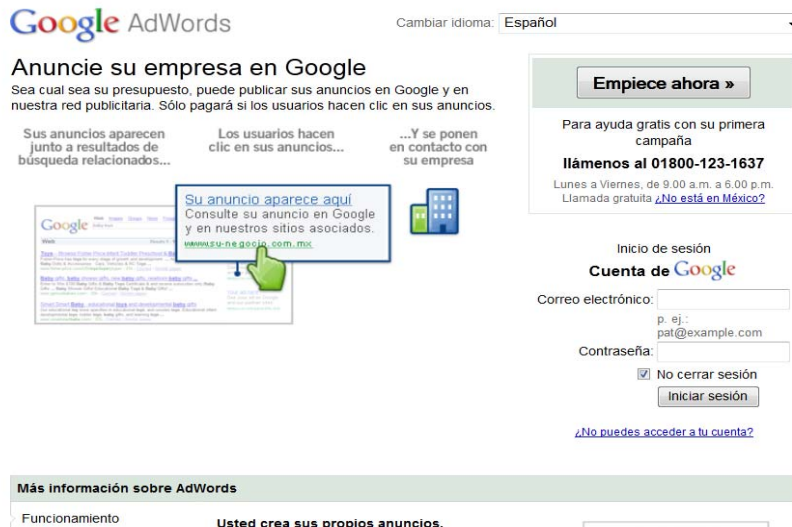 Google AdWords
Cambiar idioma: Español
Anuncie su empresa en Google
Sea cual sea su presupuesto, puede publicar sus anuncios en Google y en
nuestra red publicitaria. Sólo pagará si los usuarios hacen clic en sus anuncios.
Sus anuncios aparecen
junto a resultados de
búsqueda relacionados...
Los usuarios hacen
clic en sus anuncios...
...Y se ponen
en contacto con
su empresa
Google
Web
Su anuncio aparece aquí
Consulte su anuncio en Google
y en nuestros sitios asociados.
www.su-negocio.com.mx
Empiece ahora »
Para ayuda gratis con su primera
campaña
llámenos al 01800-123-1637
Lunes a Viernes, de 9.00 a.m. a 6.00 p.m.
Llamada gratuita ¿No está en México?
Inicio de sesión
Cuenta de Google
Correo electrónico:
p. ej.:
pat@example.com
Contraseña:
No cerrar sesión
Iniciar sesión
¿No puedes acceder a tu cuenta?
Más información sobre AdWords
Funcionamiento
Usted crea sus propios anuncios.